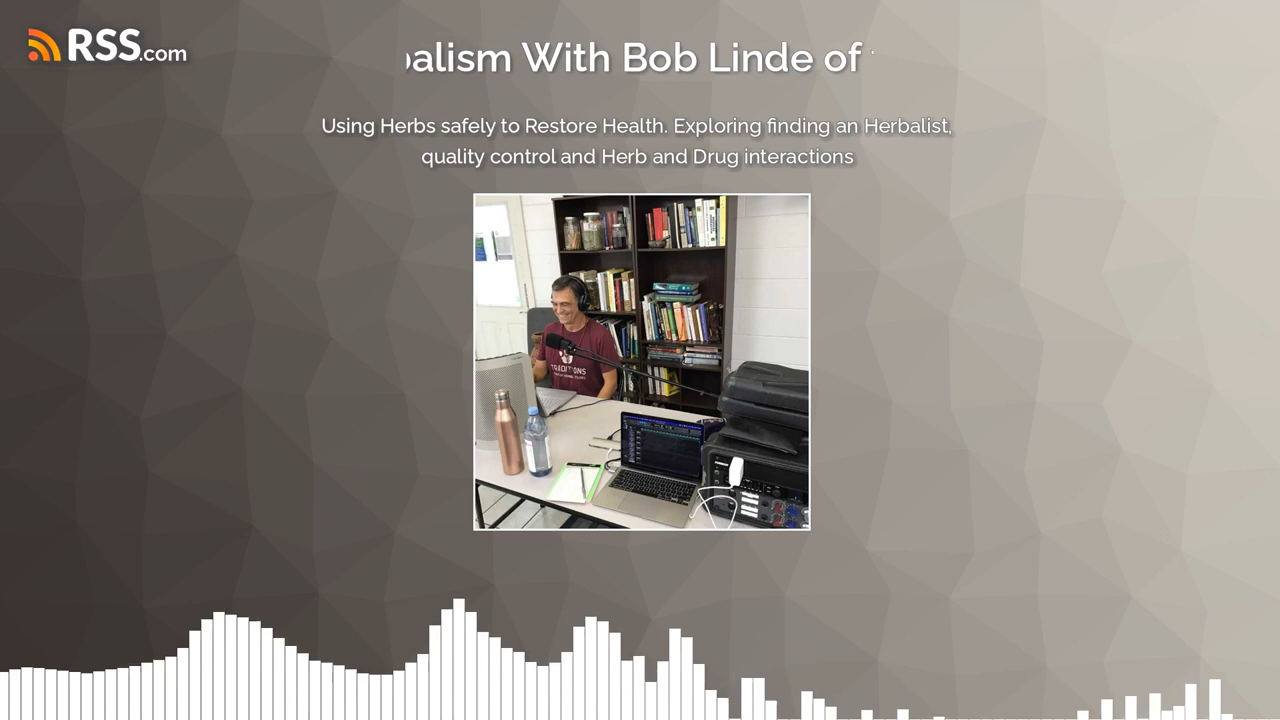 RSS.com
alism With Bob Linde of
Using Herbs safely to Restore Health. Exploring finding an Herbalist,
quality control and Herb and Drug interactions